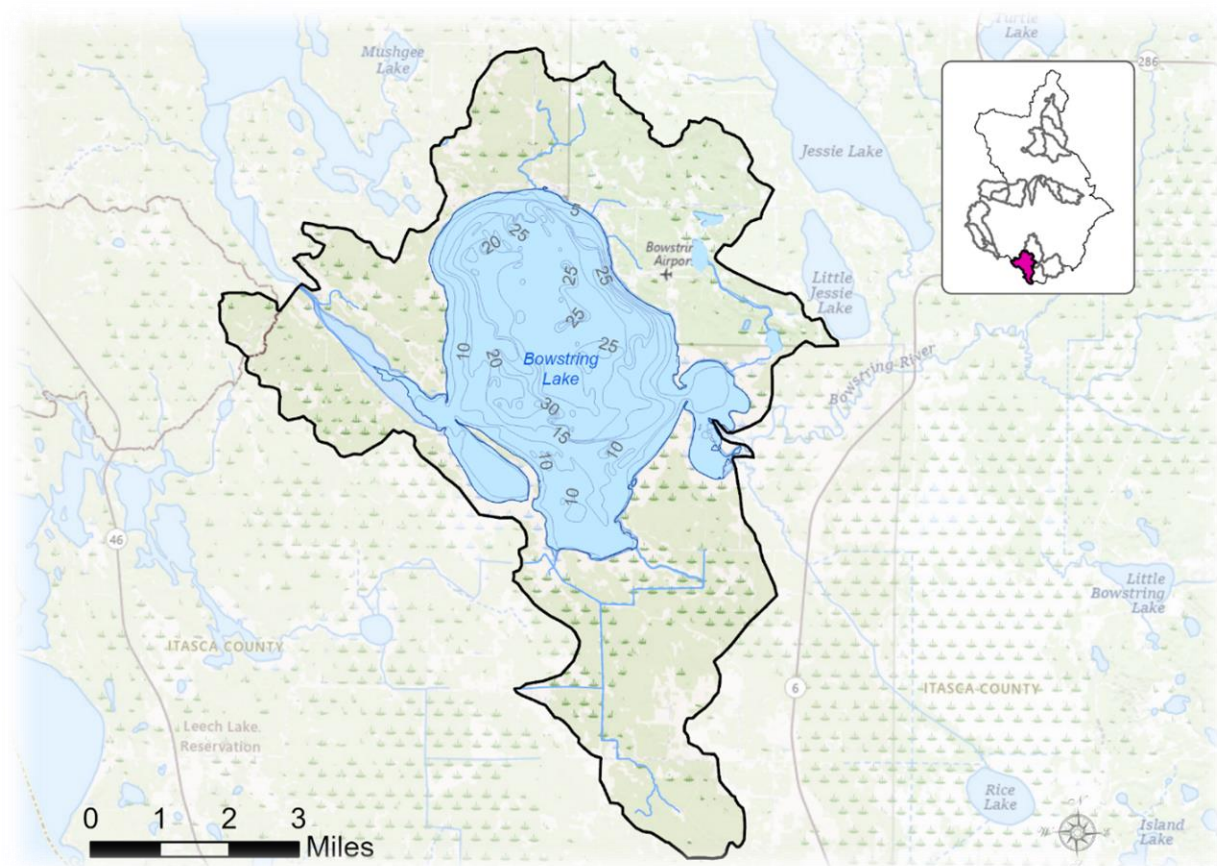 Turtle
Lake
286
Mushgee
Lake
Jessie Lake
5
25
20
Bowstrin
Airport
25
25
Little
Jessie
Lake
25
25
10
20
Bowstring
Lake
Bowstring River
30
15
10
10
10
46
Little
Bowstring
Lake
ITASCA COUNTY
6
ITASCA COUNTY
Leech Lake
Reservation
Rice
Lake
Island
Lake
0 1 2 3
Miles